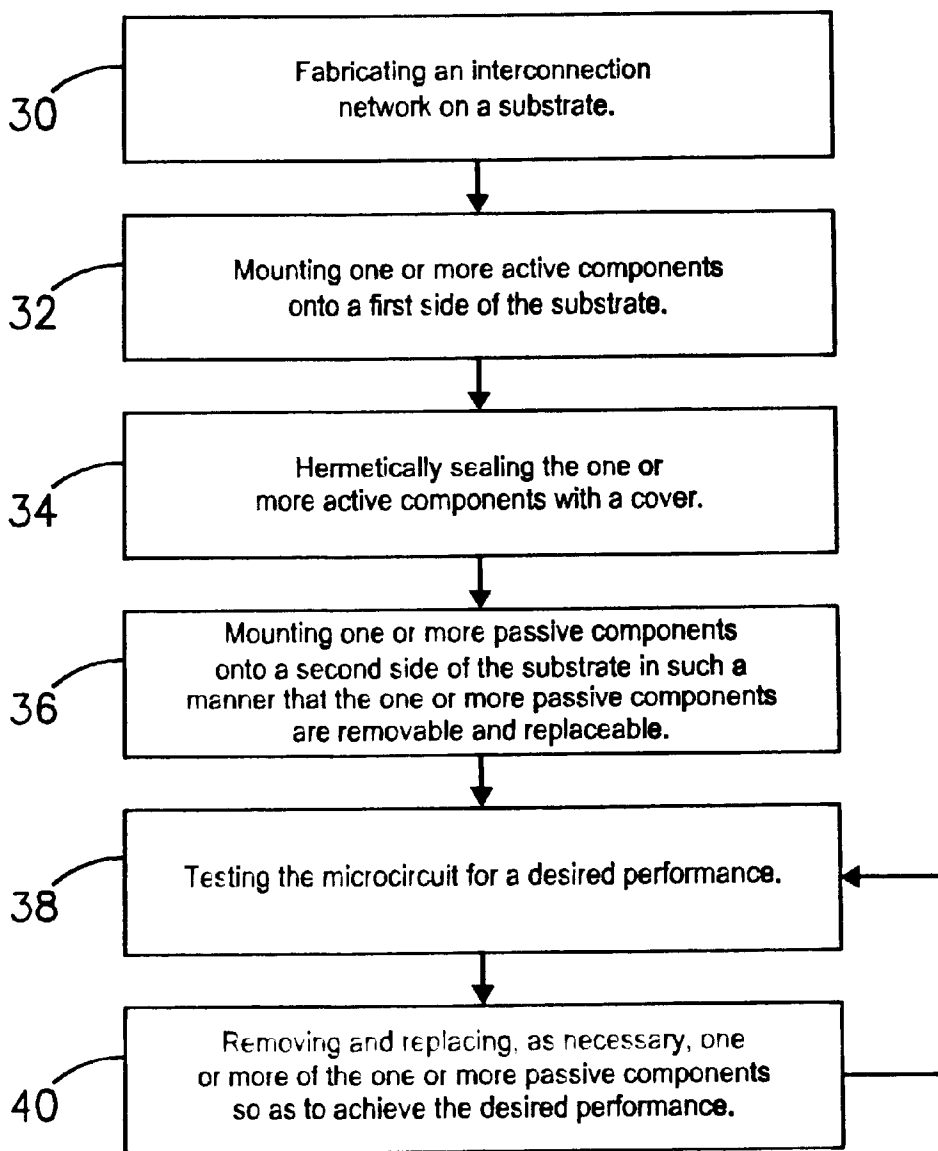 Fabricating an interconnection
network on a substrate.
30
Mounting one or more active components
onto a first side of the substrate.
32
Hermetically sealing the one or
more active components with a cover.
34
Mounting one or more passive components
onto a second side of the substrate in such a
manner that the one or more passive components
are removable and replaceable.
36
Testing the microcircuit for a desired performance.
38
Removing and replacing, as necessary, one
or more of the one or more passive components
so as to achieve the desired performance.
40